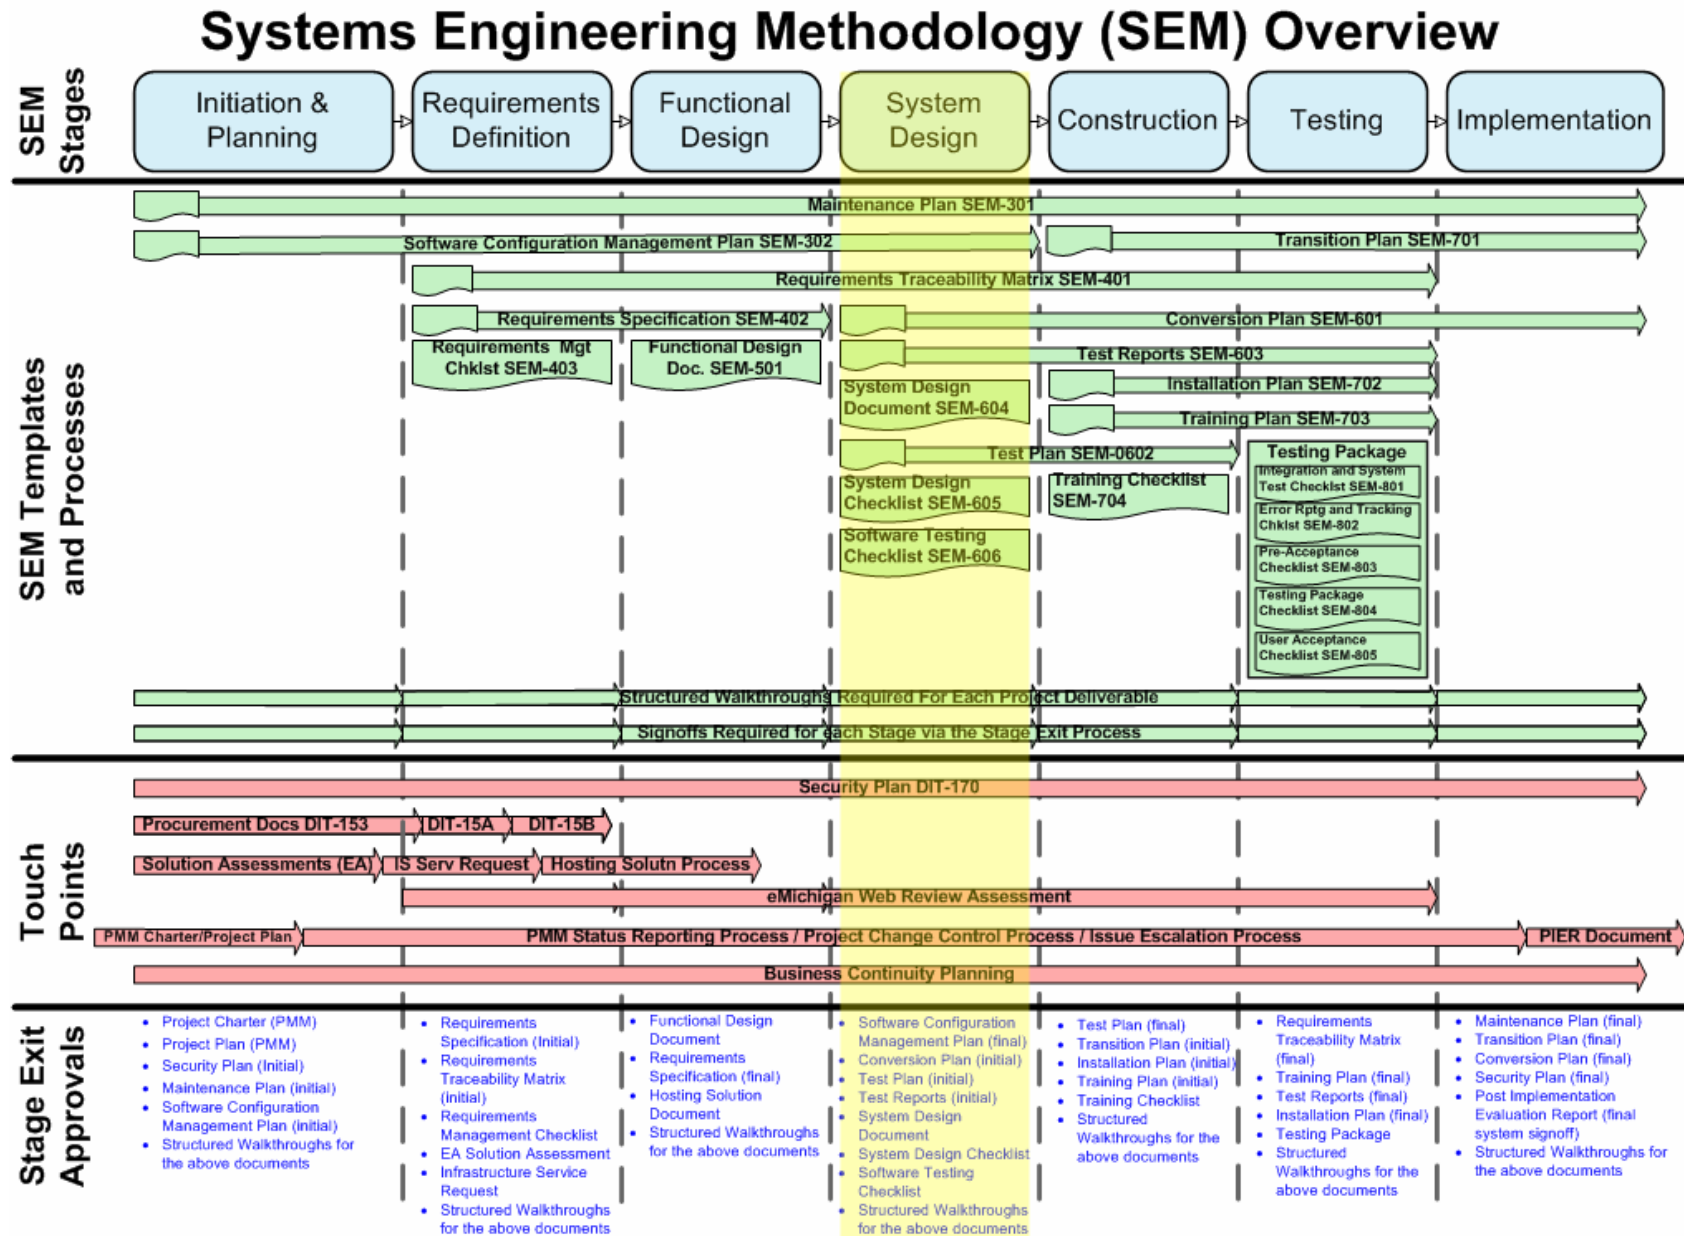 Systems Engineering Methodology (SEM) Overview
SEM
Stages
Initiation &
Planning
Requirements
Definition
Functional
Design
System
Design
Construction
Testing
Implementation
SEM Templates
and Processes
Maintenance Plan SEM-301
Software Configuration Management Plan SEM-302
Transition Plan SEM-701
Requirements Traceability Matrix SEM-401
Requirements Specification SEM-402
Conversion Plan SEM-601
Requirements Mgt
Chklst SEM-403
Functional Design
Doc. SEM-501
Test Reports SEM-603
System Design
Document SEM-604
Installation Plan SEM-702
Training Plan SEM-703
Test Plan SEM-0602
System Design
Checklist SEM-605
Training Checklist
SEM-704
Software Testing
Checklist SEM-606
Testing Package
Integration and System
Test Checklst SEM-801
Error Rptg and Tracking
Chklst SEM-802
Pre-Acceptance
Checklist SEM-803
Testing Package
Checklist SEM-804
User Acceptance
Checklist SEM-805
Structured Walkthroughs Required For Each Project Deliverable
Signoffs Required for each Stage via the Stage Exit Process
Touch
Points
Security Plan DIT-170
Procurement Docs DIT-153
DIT-15A
DIT-15B
Solution Assessments (EA)
IS Serv Request
Hosting Solutn Process
eMichigan Web Review Assessment
PMM Charter/Project Plan
PMM Status Reporting Process / Project Change Control Process / Issue Escalation Process
PIER Document
Business Continuity Planning
Stage Exit
Approvals
• Project Charter (PMM)
• Project Plan (PMM)
• Security Plan (Initial)
• Maintenance Plan (initial)
• Software Configuration
Management Plan (initial)
• Structured Walkthroughs for
the above documents
• Requirements
Specification (Initial)
• Requirements
Traceability Matrix
(initial)
• Requirements
Management Checklist
• EA Solution Assessment
• Infrastructure Service
Request
• Structured Walkthroughs
for the above documents
• Functional Design
Document
• Requirements
Specification (final)
• Hosting Solution
Document
• Structured Walkthroughs
for the above documents
• Software Configuration
Management Plan (final)
• Conversion Plan (initial)
• Test Plan (initial)
• Test Reports (initial)
• System Design
Document
• System Design Checklist
• Software Testing
Checklist
• Structured Walkthroughs
for the above documents
• Test Plan (final)
• Transition Plan (initial)
• Installation Plan (initial)
• Training Plan (initial)
• Training Checklist
• Structured
Walkthroughs for the
above documents
• Requirements
Traceability Matrix
(final)
• Training Plan (final)
• Test Reports (final)
• Installation Plan (final)
• Testing Package
• Structured
Walkthroughs for the
above documents
• Maintenance Plan (final)
• Transition Plan (final)
• Conversion Plan (final)
• Security Plan (final)
• Post Implementation
Evaluation Report (final
system signoff)
• Structured Walkthroughs for
the above documents